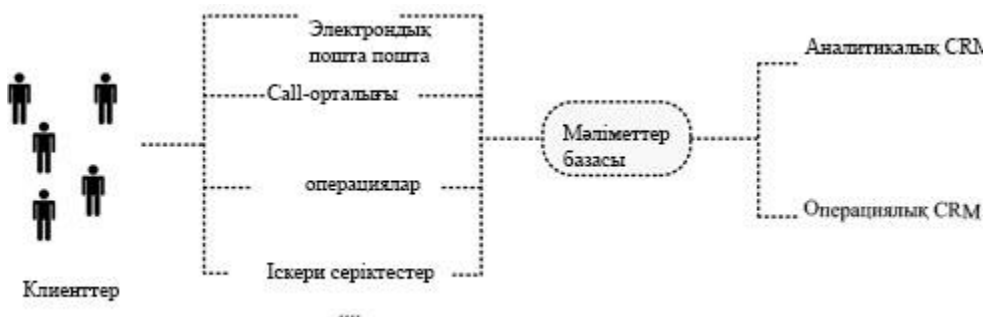 Электрондық
пошта пошта
Call-орталығы
операциялар
Іскери серіктестер
Клиенттер
Мәліметтер
базасы
Аналитикалық CRM
Операциялық CRM